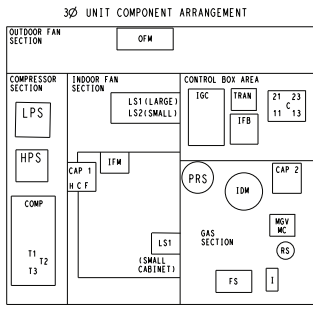 3Ø UNIT COMPONENT ARRANGEMENT
OUTDOOR FAN
SECTION
OFM
COMPRESSOR
SECTION
LPS
HPS
COMP
T1
T2
T3
INDOOR FAN
SECTION
LS1(LARGE)
LS2(SMALL)
IFM
CAP 1
H C F
LS1
(SMALL
CABINET)
CONTROL BOX AREA
IGC
TRAN
IFB
21 23
C
11 13
PRS
IDM
CAP 2
GAS
SECTION
MGV
MC
RS
FS
I